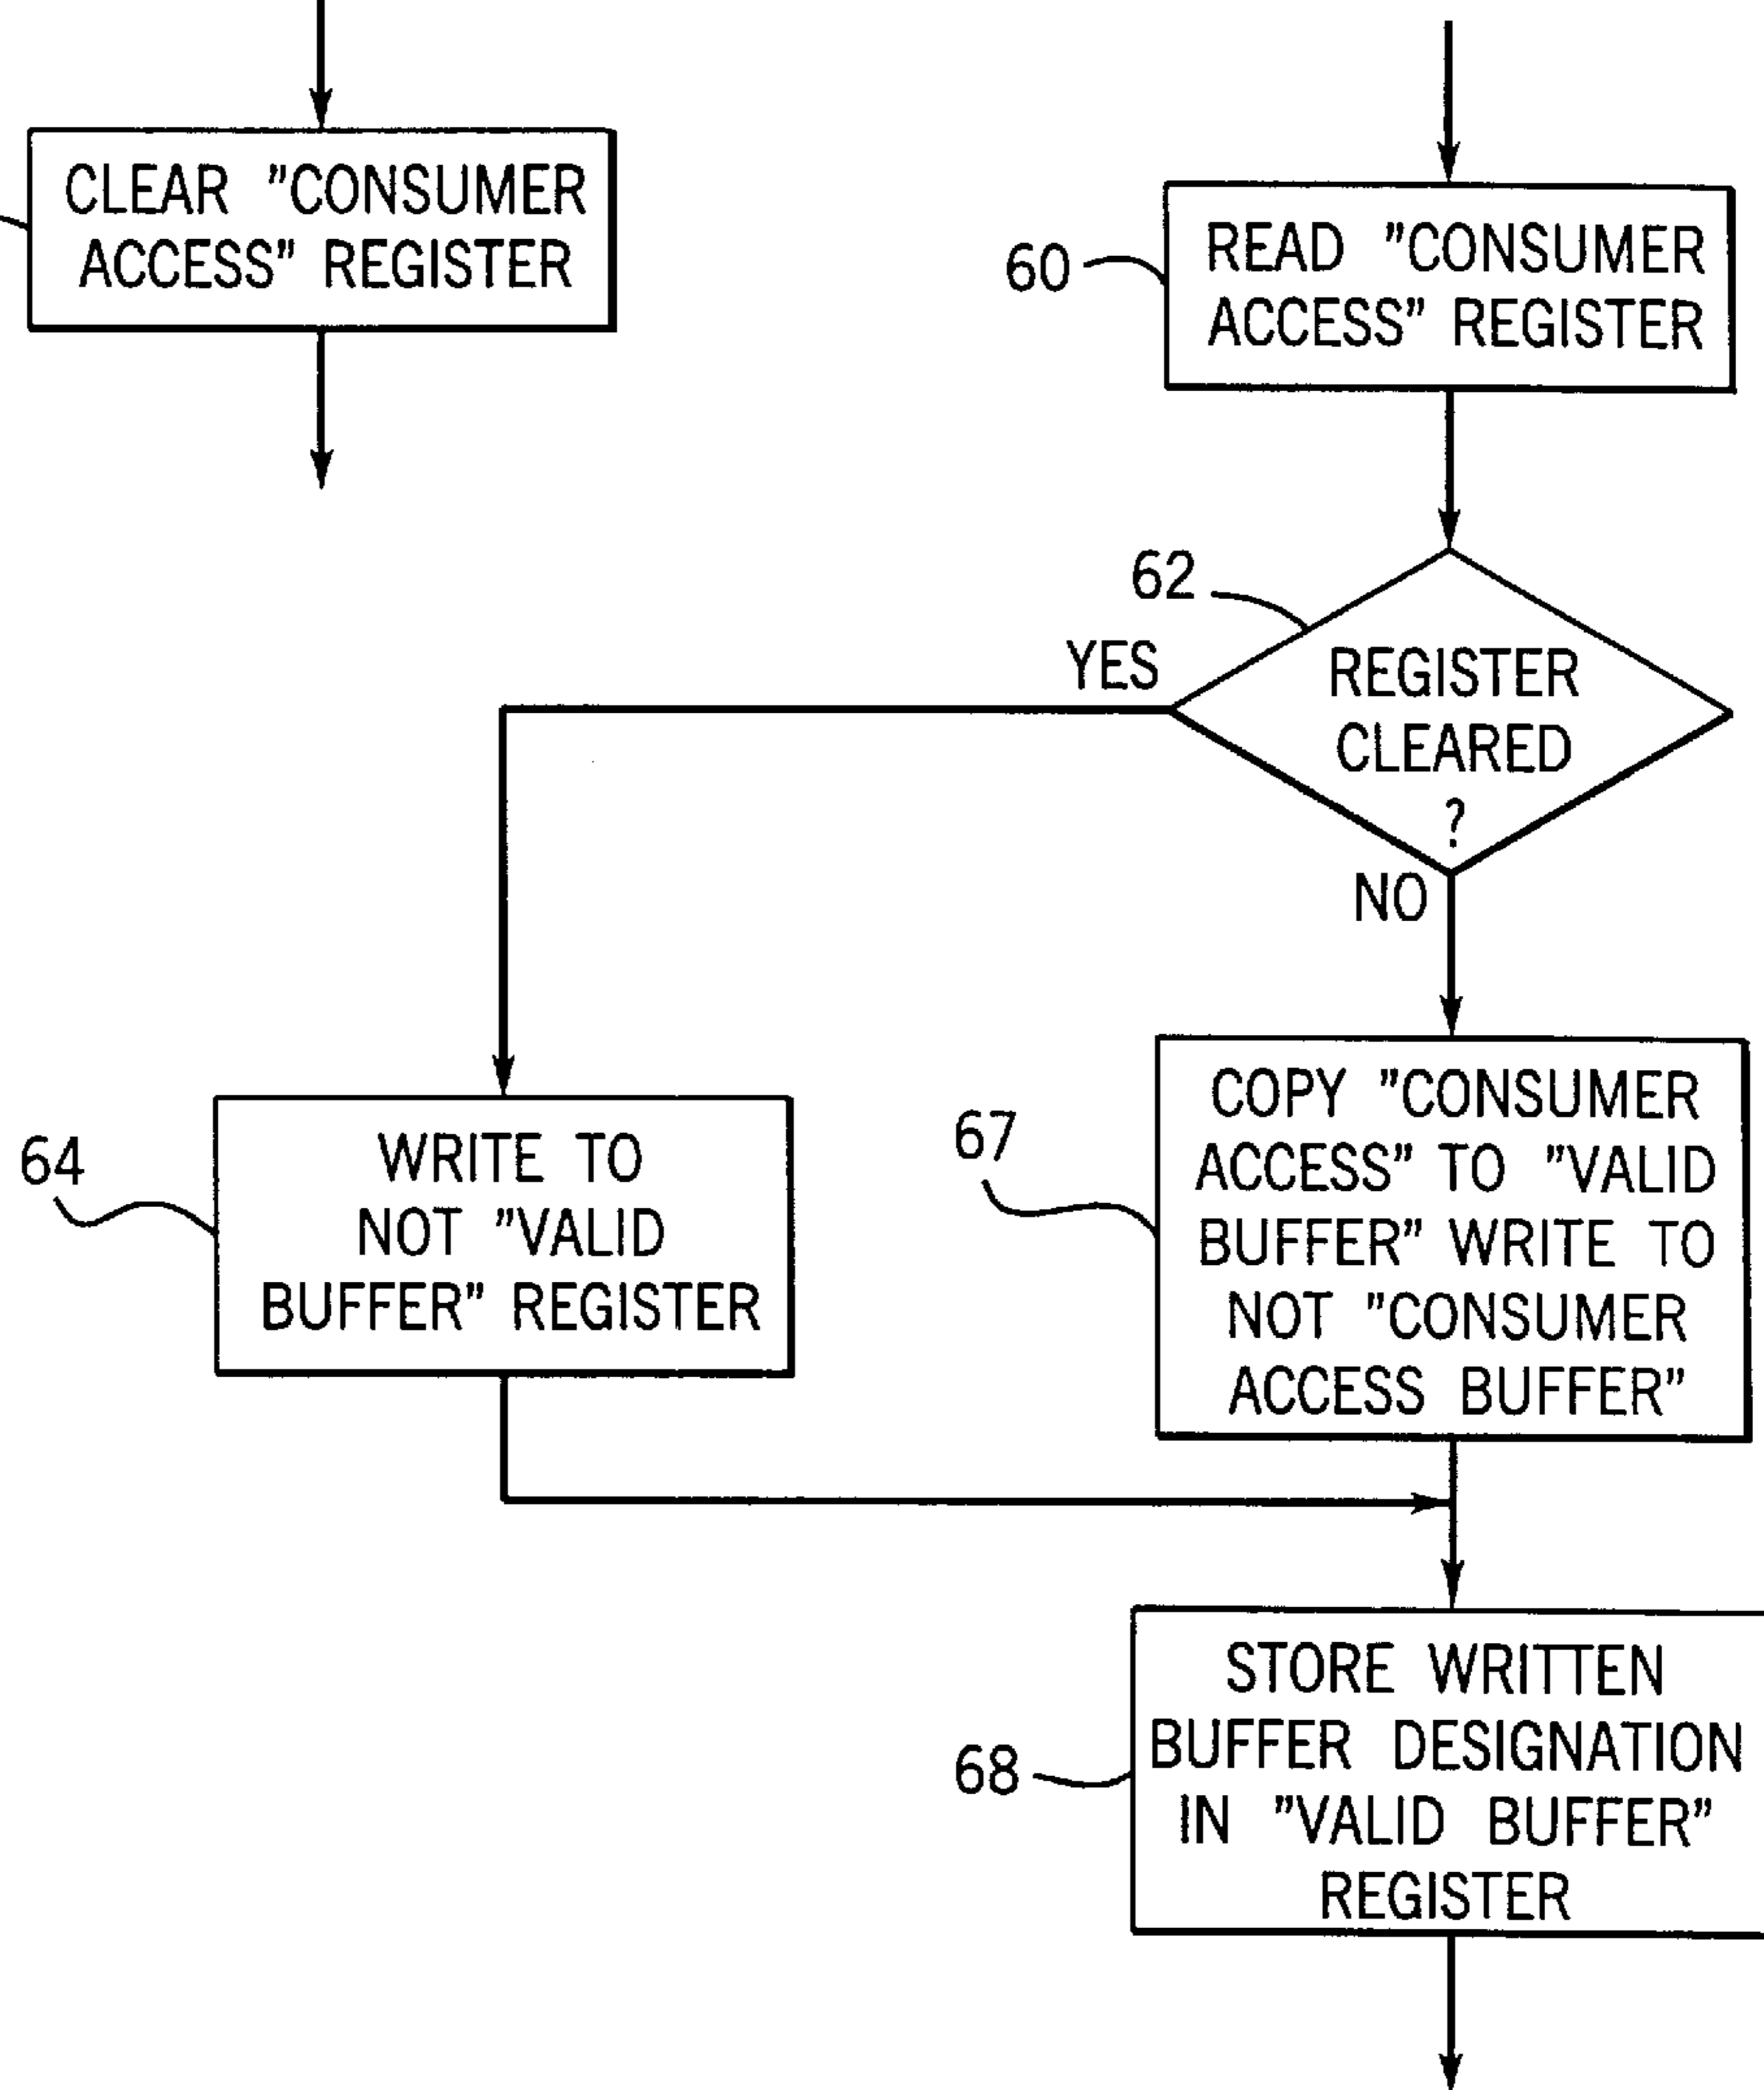 CLEAR "CONSUMER
ACCESS" REGISTER
60
READ "CONSUMER
ACCESS" REGISTER
62
YES
REGISTER
CLEARED
?
NO
64
WRITE TO
NOT "VALID
BUFFER" REGISTER
67
COPY "CONSUMER
ACCESS" TO "VALID
BUFFER" WRITE TO
NOT "CONSUMER
ACCESS BUFFER"
68
STORE WRITTEN
BUFFER DESIGNATION
IN "VALID BUFFER"
REGISTER